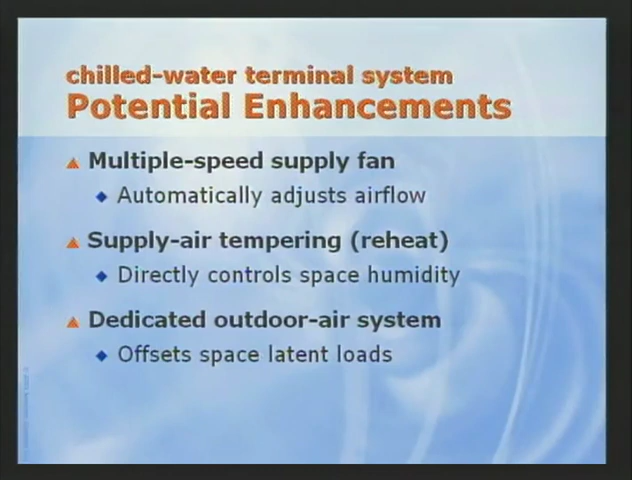 chilled-water terminal system
Potential Enhancements
Multiple-speed supply fan
Automatically adjusts airflow
Supply-air tempering (reheat)
Directly controls space humidity
Dedicated outdoor-air system
Offsets space latent loads